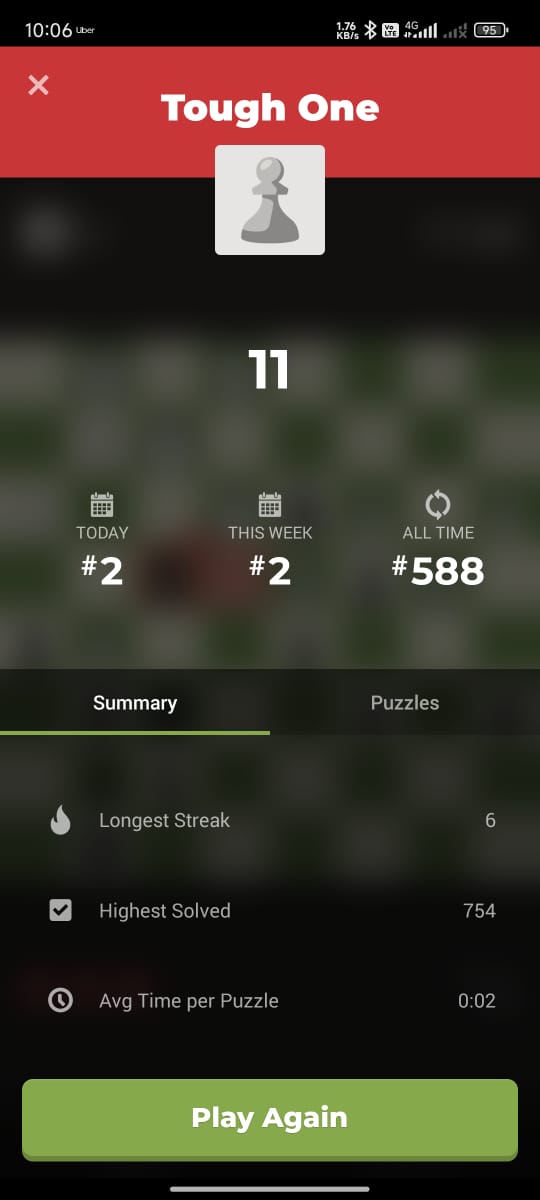 10:06 Uber 1.76 KB/s Vo LTE 4G 95
Tough One
11
TODAY THIS WEEK ALL TIME
#2 #2 #588
Summary Puzzles
Longest Streak 6
Highest Solved 754
Avg Time per Puzzle 0:02
Play Again